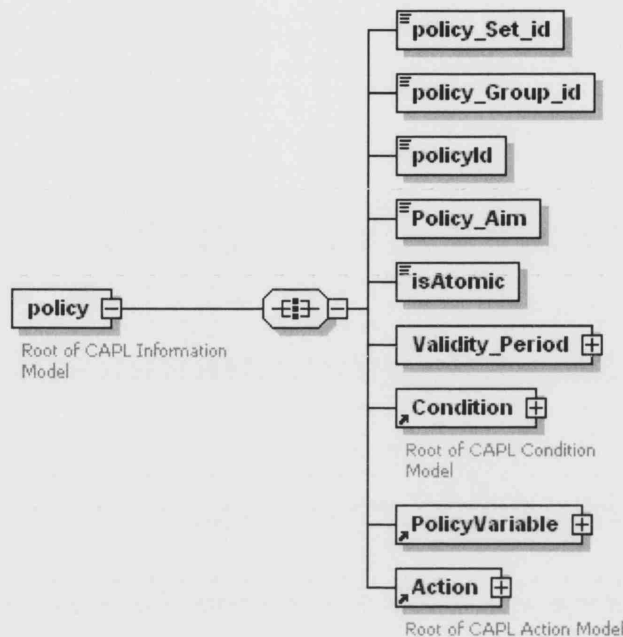 policy_Set_id
policy_Group_id
policyId
Policy_Aim
isAtomic
policy
Root of CAPL Information
Model
Validity_Period
Condition
Root of CAPL Condition
Model
PolicyVariable
Action
Root of CAPL Action Model